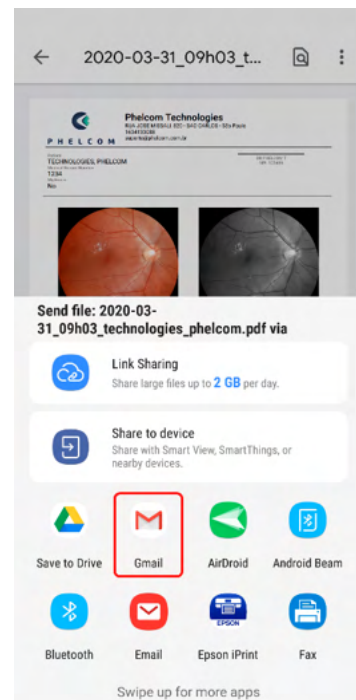 2020-03-31_09h03_t...
Phelcom Technologies
PHELCOM
TECHNOLOGIES, PHELCOM
1234
No
Send file: 2020-03-
31_09h03_technologies_phelcom.pdf via
Link Sharing
Share large files up to 2 GB per day.
Share to device
Share with Smart View, SmartThings, or
nearby devices.
Save to Drive
Gmail
AirDroid
Android Beam
EPSON
Bluetooth
Email
Epson iPrint
Fax
Swipe up for more apps